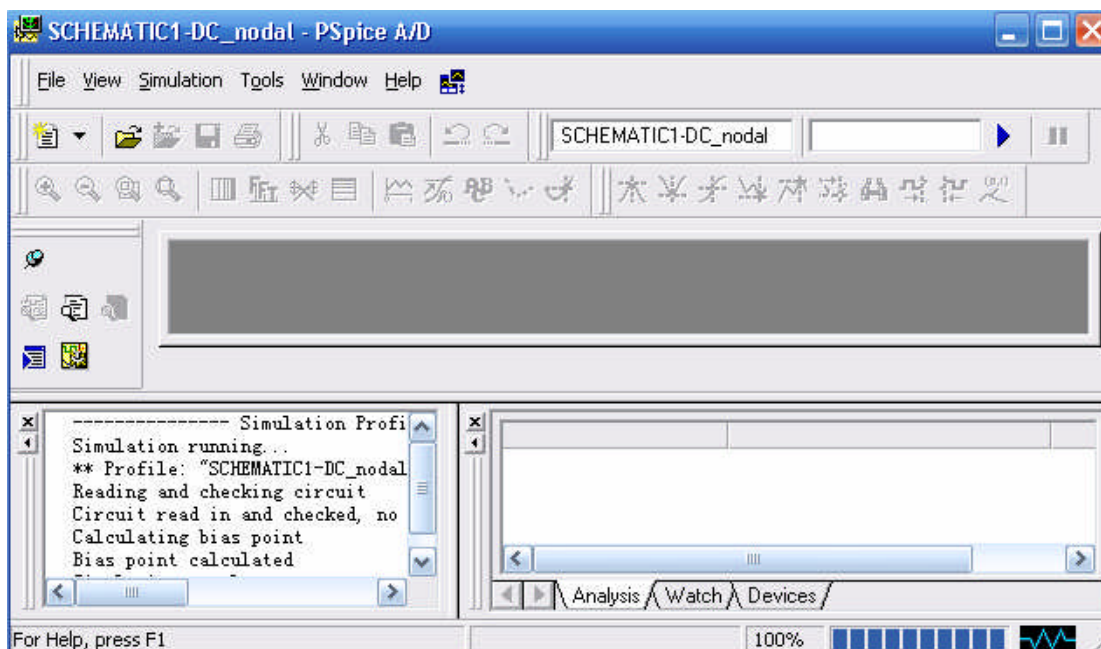 SCHEMATIC1-DC_nodal - PSpice A/D
File View Simulation Tools Window Help
SCHEMATIC1-DC_nodal
--------------- Simulation Profi
Simulation running...
** Profile: "SCHEMATIC1-DC_nodal
Reading and checking circuit
Circuit read in and checked, no
Calculating bias point
Bias point calculated
Analysis Watch Devices
For Help, press F1
100%